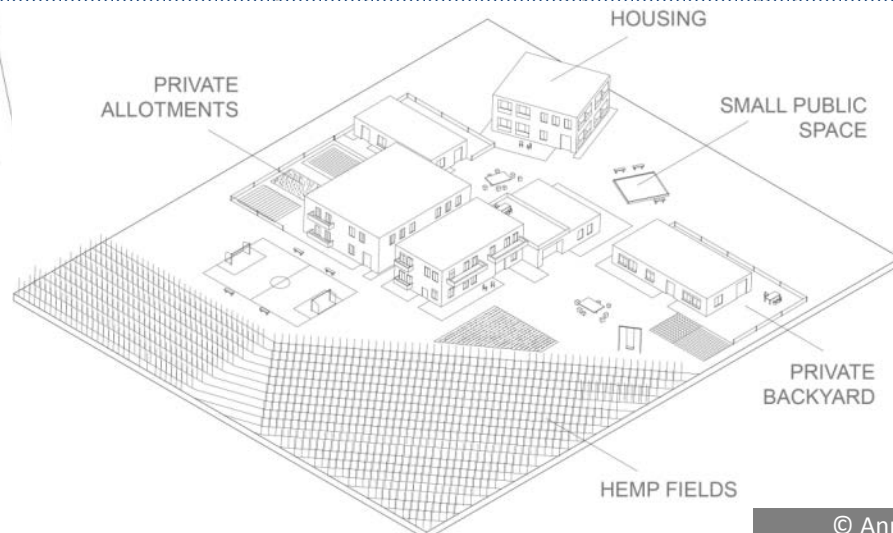 HOUSING
PRIVATE
ALLOTMENTS
SMALL PUBLIC
SPACE
PRIVATE
BACKYARD
HEMP FIELDS
©